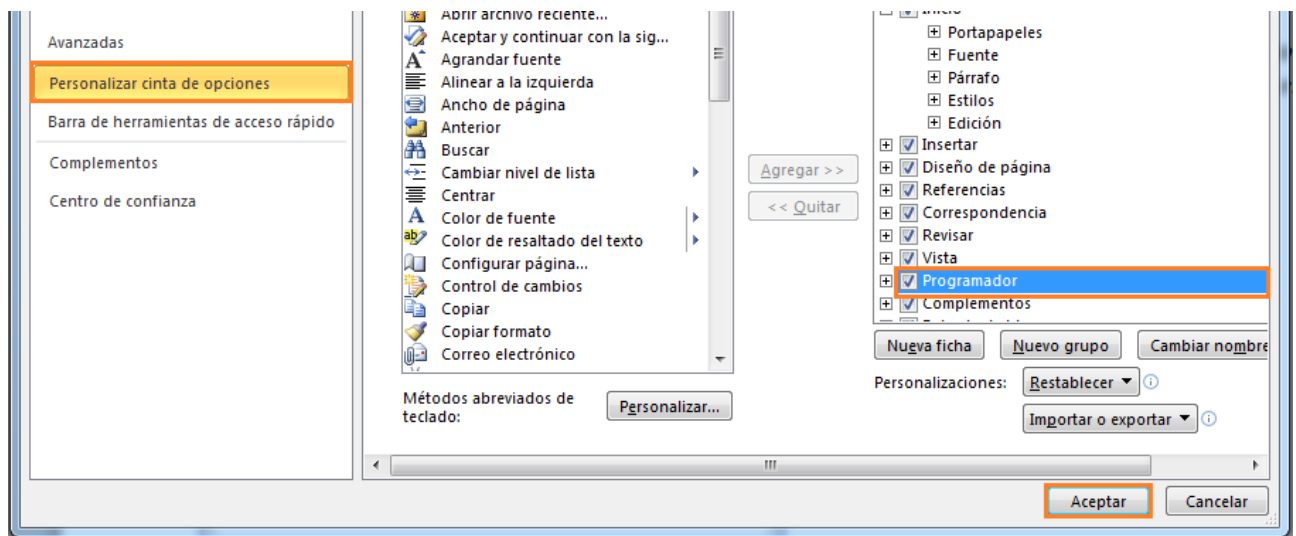 Avanzadas
Personalizar cinta de opciones
Barra de herramientas de acceso rápido
Complementos
Centro de confianza
Abrir archivo reciente...
Aceptar y continuar con la sig...
Agrandar fuente
Alinear a la izquierda
Ancho de página
Anterior
Buscar
Cambiar nivel de lista
Centrar
Color de fuente
Color de resaltado del texto
Configurar página...
Control de cambios
Copiar
Copiar formato
Correo electrónico
Métodos abreviados de
teclado:
Personalizar...
Agregar >>
<< Quitar
Inicio
Portapapeles
Fuente
Párrafo
Estilos
Edición
Insertar
Diseño de página
Referencias
Correspondencia
Revisar
Vista
Programador
Complementos
Nueva ficha
Nuevo grupo
Cambiar nombre
Personalizaciones:
Restablecer
Importar o exportar
Aceptar
Cancelar